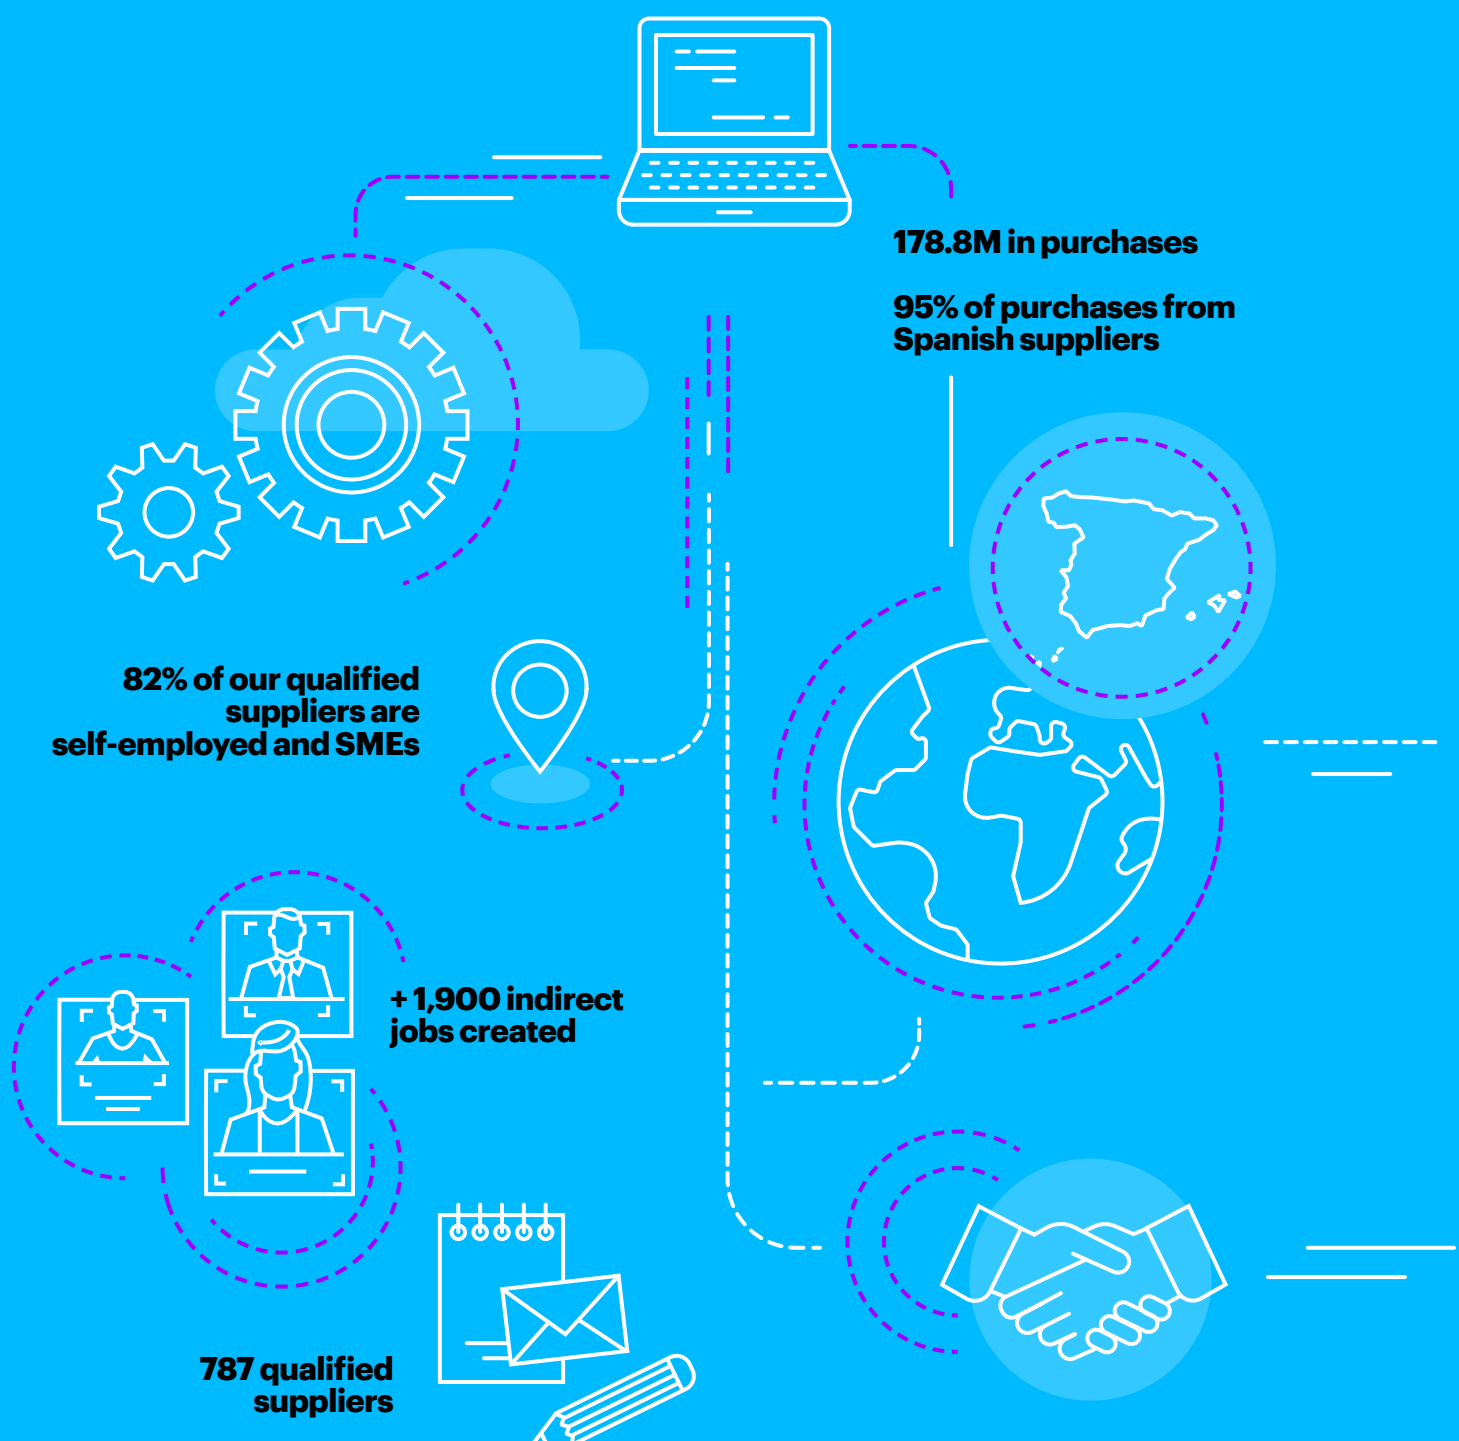 178.8M in purchases
95% of purchases from
Spanish suppliers
82% of our qualified
suppliers are
self-employed and SMEs
+ 1,900 indirect
jobs created
787 qualified
suppliers